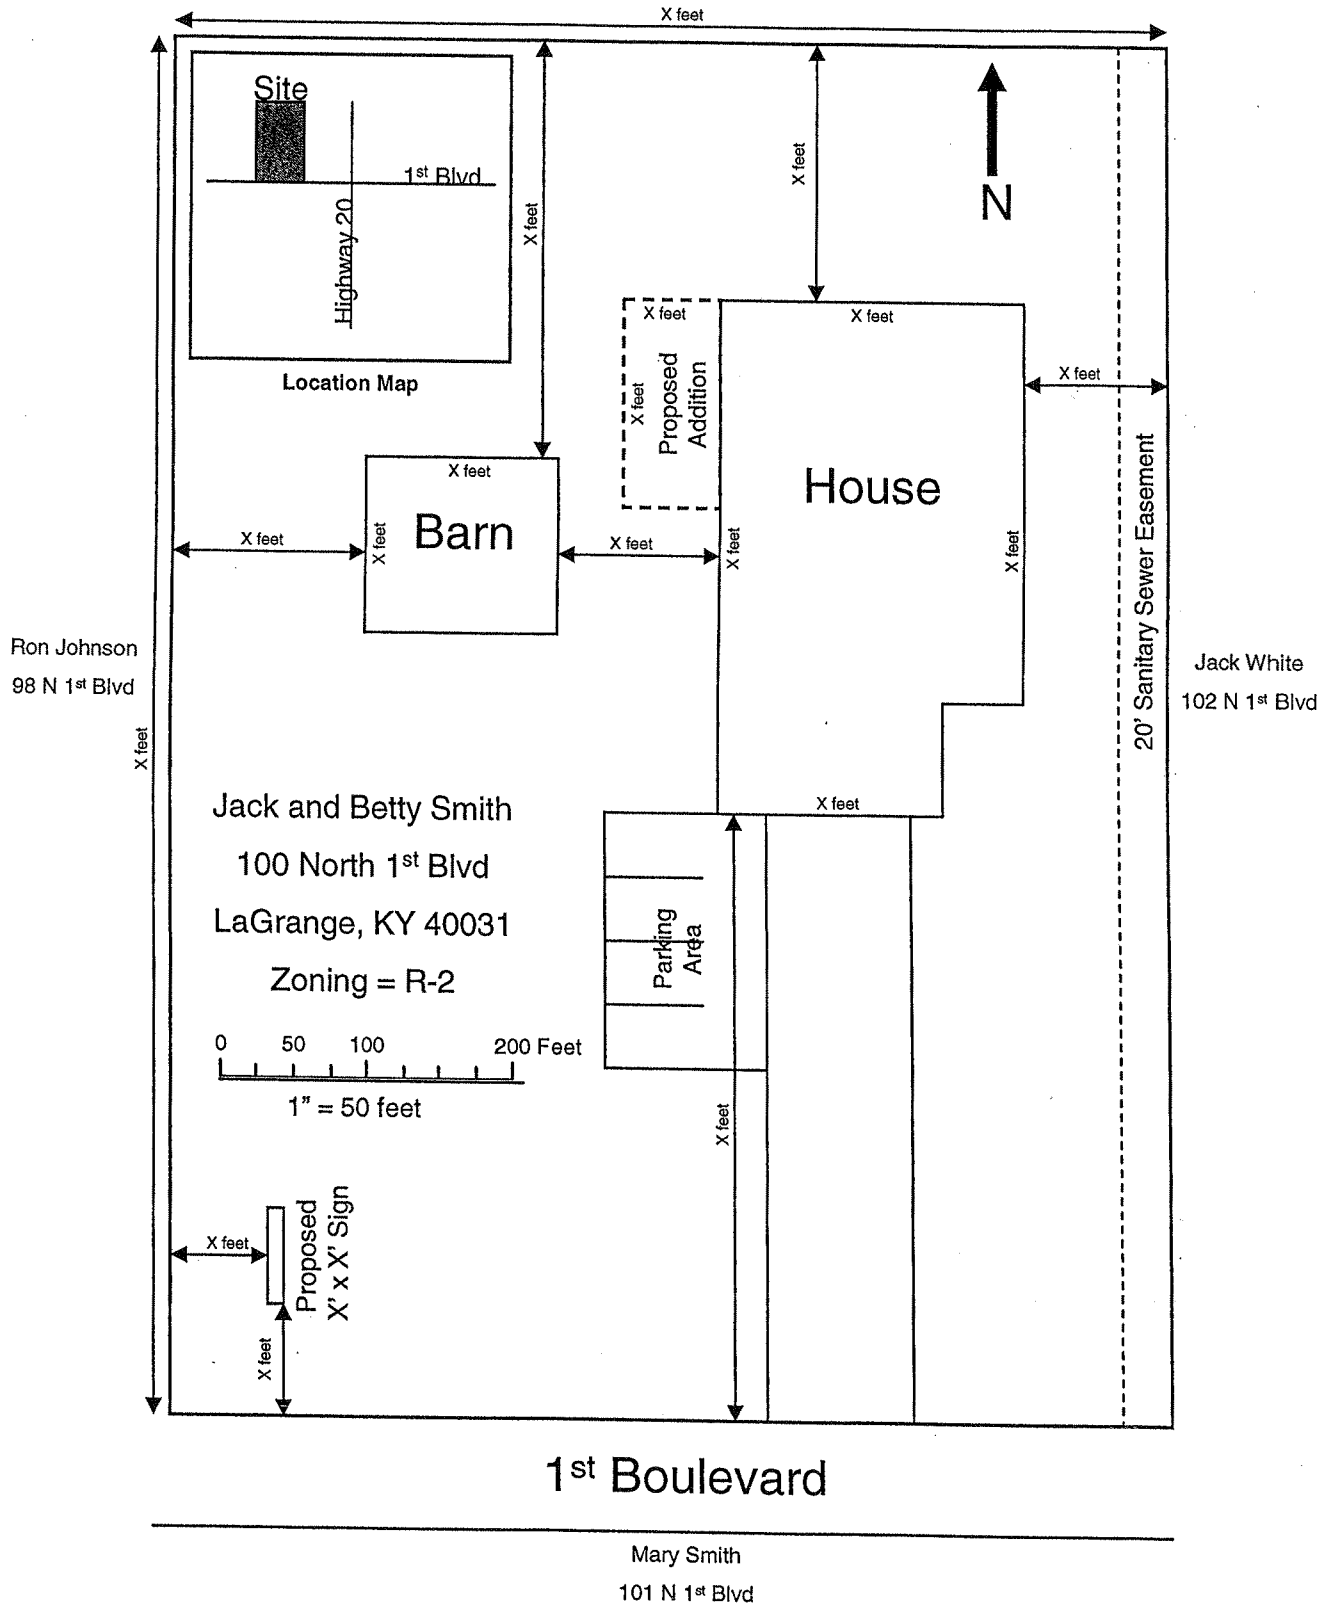 X feet
Site
1st Blvd
Highway 20
Location Map
X feet
X feet
N
X feet
X feet
Proposed
Addition
X feet
X feet
House
X feet
X feet
X feet
Barn
X feet
X feet
X feet
X feet
20' Sanitary Sewer Easement
Ron Johnson
98 N 1st Blvd
Jack White
102 N 1st Blvd
X feet
Jack and Betty Smith
100 North 1st Blvd
LaGrange, KY 40031
Zoning = R-2
0 50 100 200 Feet
1" = 50 feet
X feet
Parking
Area
X feet
X feet
Proposed
X' x X' Sign
X feet
1st Boulevard
Mary Smith
101 N 1st Blvd